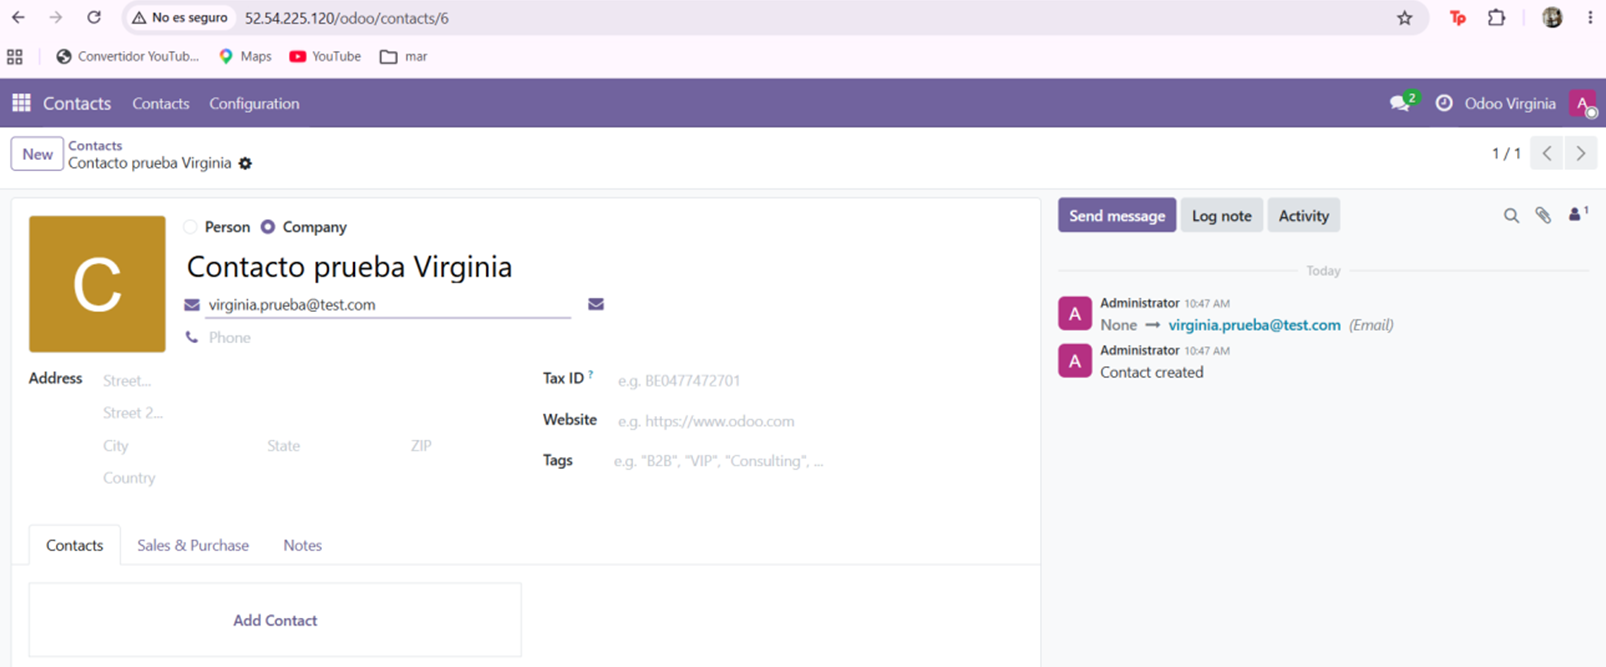 No es seguro 52.54.225.120/odoo/contacts/6
Convertidor YouTub... Maps YouTube mar
Contacts Contacts Configuration 2 Odoo Virginia A
New Contacts
Contacto prueba Virginia 1 / 1
C
Person Company
Contacto prueba Virginia
virginia.prueba@test.com
Phone
Address Street...
Street 2...
City State ZIP
Country
Tax ID ? e.g. BE0477472701
Website e.g. https://www.odoo.com
Tags e.g. "B2B", "VIP", "Consulting", ...
Contacts Sales & Purchase Notes
Add Contact
Send message Log note Activity 1
Today
A Administrator 10:47 AM
None → virginia.prueba@test.com (Email)
A Administrator 10:47 AM
Contact created